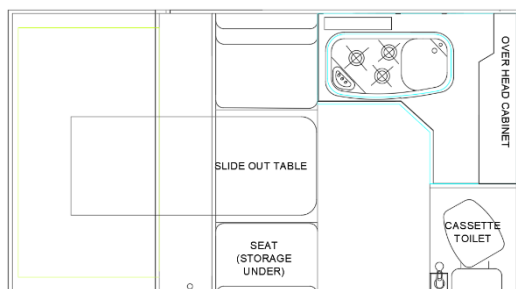 OVER HEAD CABINET
SLIDE OUT TABLE
SEAT
(STORAGE
UNDER)
CASSETTE
TOILET